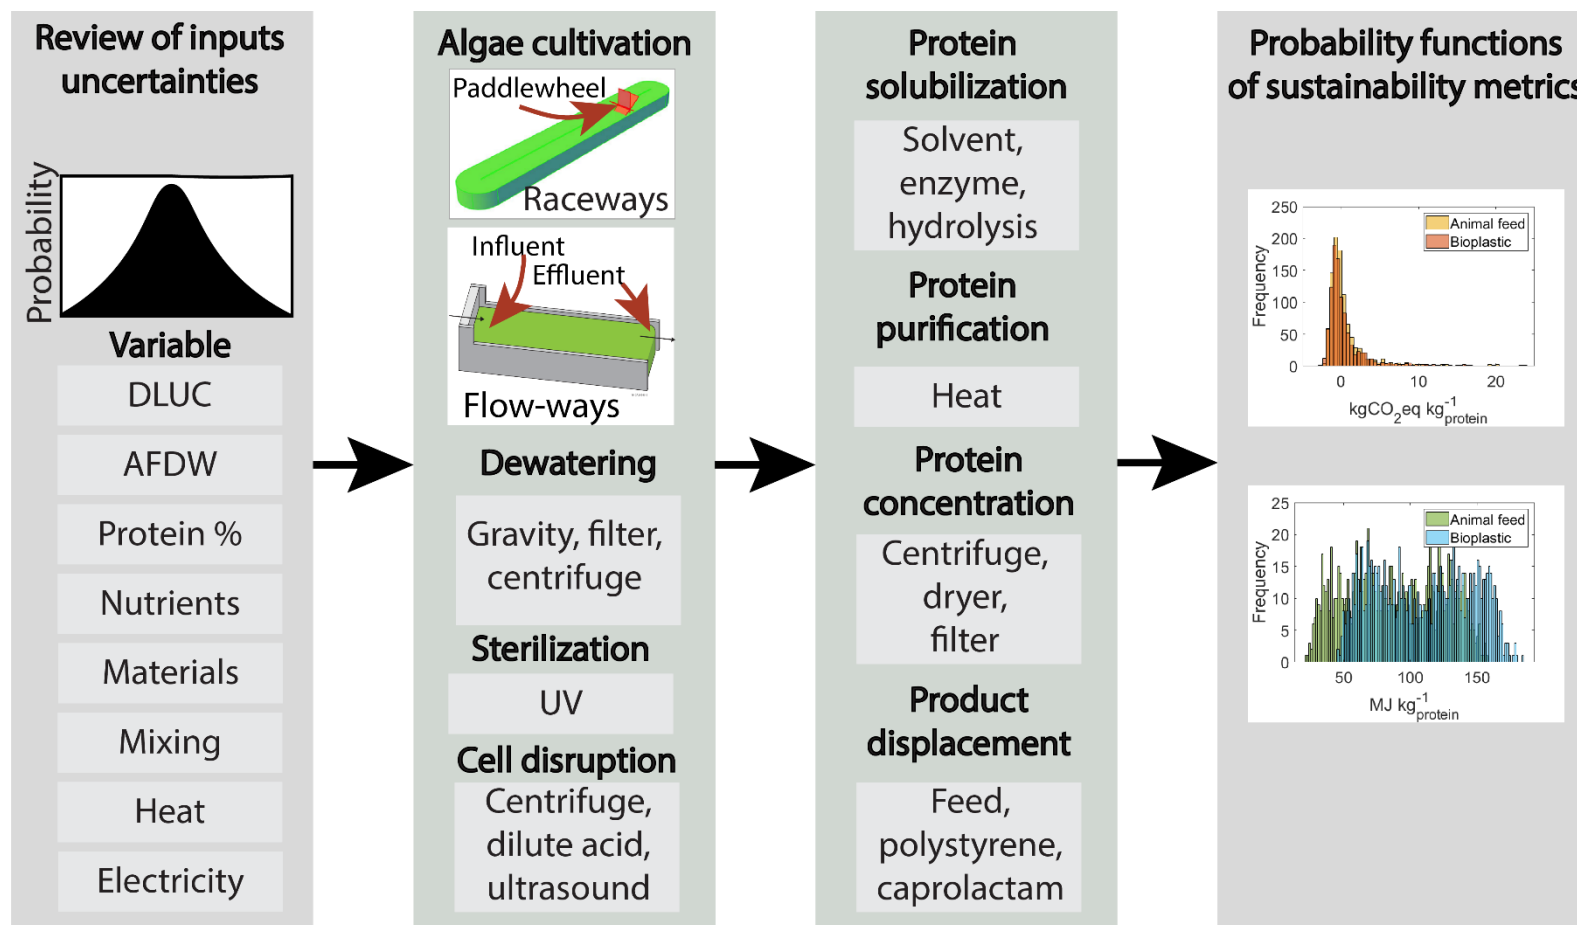 Review of inputs
uncertainties
Probability
Variable
DLUC
AFDW
Protein %
Nutrients
Materials
Mixing
Heat
Electricity
Algae cultivation
Paddlewheel
Raceways
Influent
Effluent
Flow-ways
Dewatering
Gravity, filter,
centrifuge
Sterilization
UV
Cell disruption
Centrifuge,
dilute acid,
ultrasound
Protein
solubilization
Solvent,
enzyme,
hydrolysis
Protein
purification
Heat
Protein
concentration
Centrifuge,
dryer,
filter
Product
displacement
Feed,
polystyrene,
caprolactam
Probability functions
of sustainability metrics
250
200
150
100
50
0
Frequency
Animal feed
Bioplastic
0 10 20
kgCO2eq kg-1protein
25
20
15
10
5
0
Frequency
Animal feed
Bioplastic
50 100 150
MJ kg-1protein